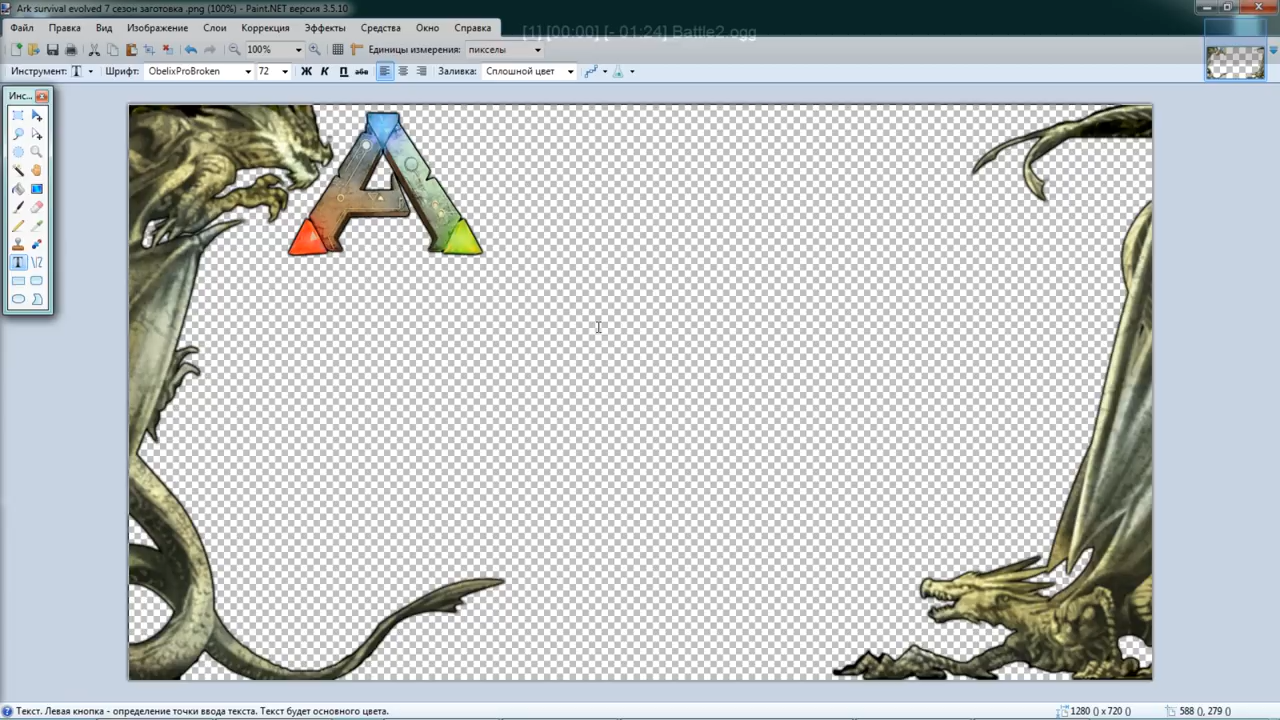 Ark survival evolved 7 сезон заготовка .png (100%) - Paint.NET версия 3.5.10
Файл Правка Вид Изображение Слои Коррекция Эффекты Средства Окно Справка
[1] [00:00] [- 01:24] Battle2.ogg
100% Единицы измерения: пикселы
Инструмент: T Шрифт: ObelixProBroken 72 Ж К П абв Заливка: Сплошной цвет
Инс...
T
A
Текст. Левая кнопка - определение точки ввода текста. Текст будет основного цвета.
1280 () x 720 () 588 (), 279 ()